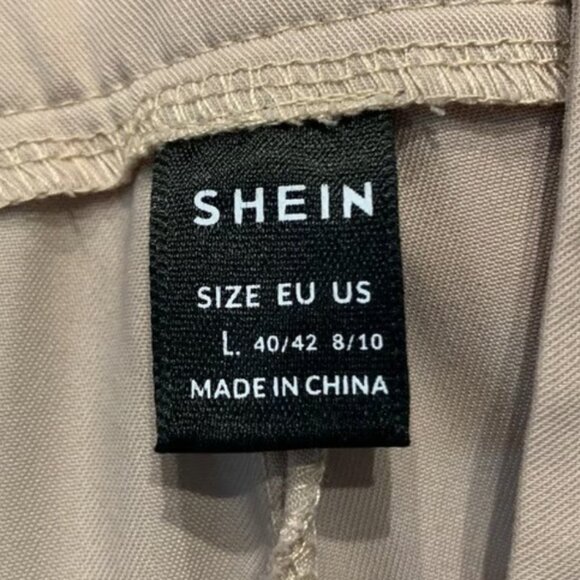 SHEIN
SIZE EU US
L. 40/42 8/10
MADE IN CHINA